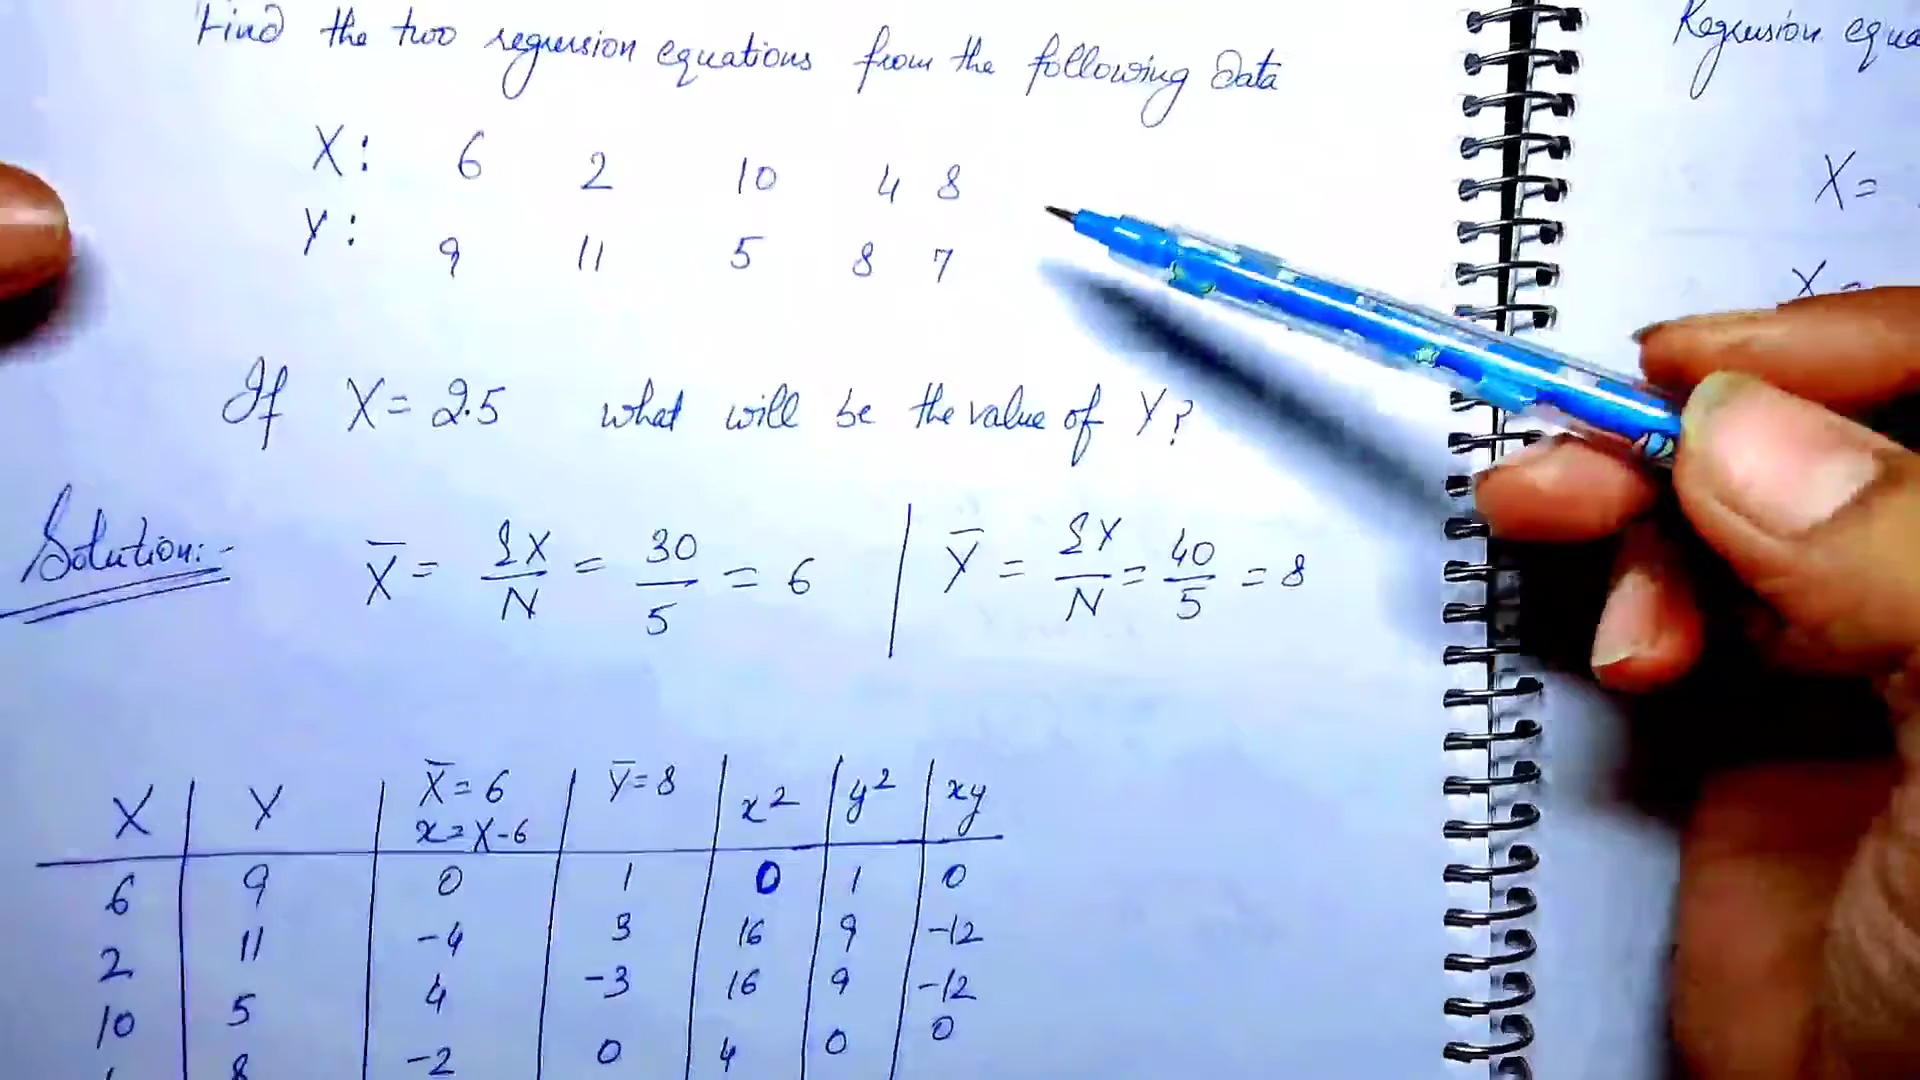 Find the two regression equations from the following data
X: 6 2 10 4 8
Y: 9 11 5 8 7
If X = 2.5 what will be the value of Y?
Solution:-
X̄ = ΣX/N = 30/5 = 6 | Ȳ = ΣY/N = 40/5 = 8
X | Y | X̄ = 6 x = X-6 | Ȳ = 8 | x² | y² | xy
6 | 9 | 0 | 1 | 0 | 1 | 0
2 | 11 | -4 | 3 | 16 | 9 | -12
10 | 5 | 4 | -3 | 16 | 9 | -12
8 | -2 | 0 | 4 | 0 | 0
Regression equa
X =
X =